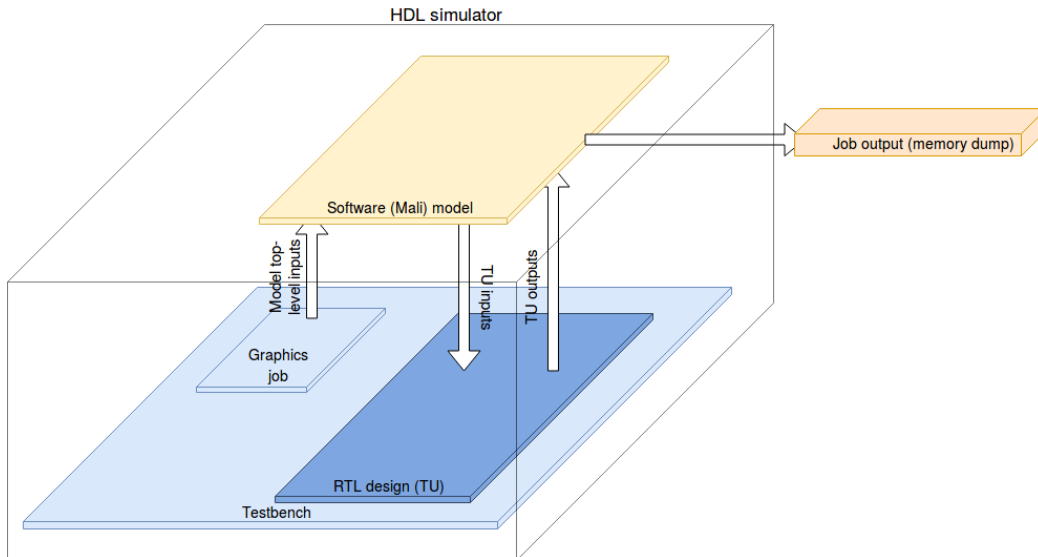 HDL simulator
Job output (memory dump)
Software (Mali) model
Model top-
level inputs
TU inputs
TU outputs
Graphics
job
RTL design (TU)
Testbench